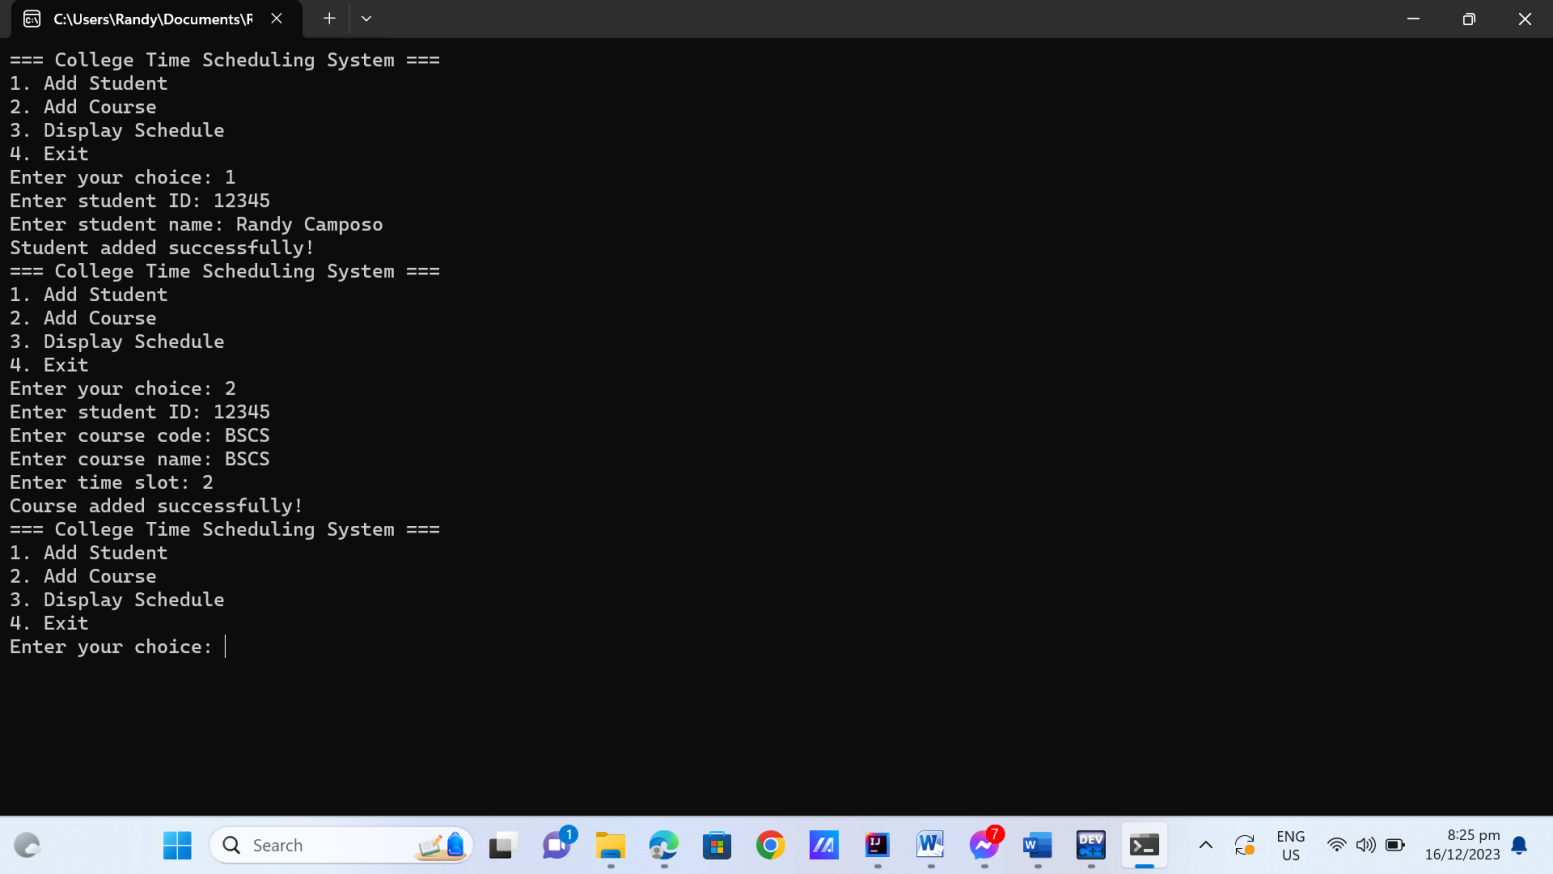 C:\Users\Randy\Documents\R
=== College Time Scheduling System ===
1. Add Student
2. Add Course
3. Display Schedule
4. Exit
Enter your choice: 1
Enter student ID: 12345
Enter student name: Randy Camposo
Student added successfully!
=== College Time Scheduling System ===
1. Add Student
2. Add Course
3. Display Schedule
4. Exit
Enter your choice: 2
Enter student ID: 12345
Enter course code: BSCS
Enter course name: BSCS
Enter time slot: 2
Course added successfully!
=== College Time Scheduling System ===
1. Add Student
2. Add Course
3. Display Schedule
4. Exit
Enter your choice:
Search
1
IJ
W
7
W
DEV
ENG
US
8:25 pm
16/12/2023